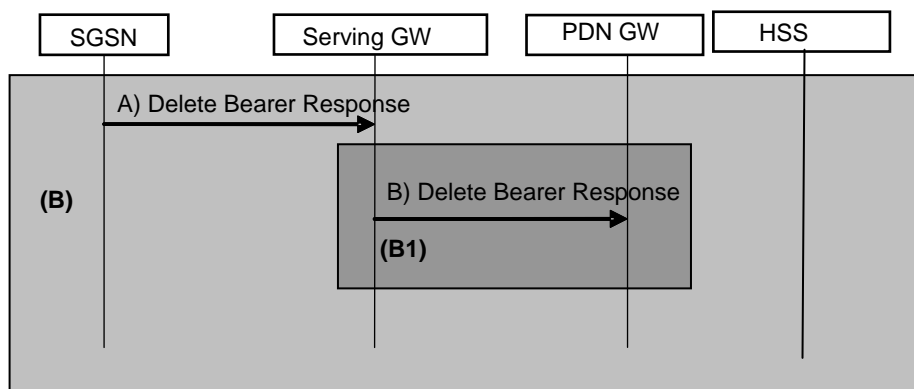 SGSN
Serving GW
PDN GW
HSS
A) Delete Bearer Response
(B)
B) Delete Bearer Response
(B1)